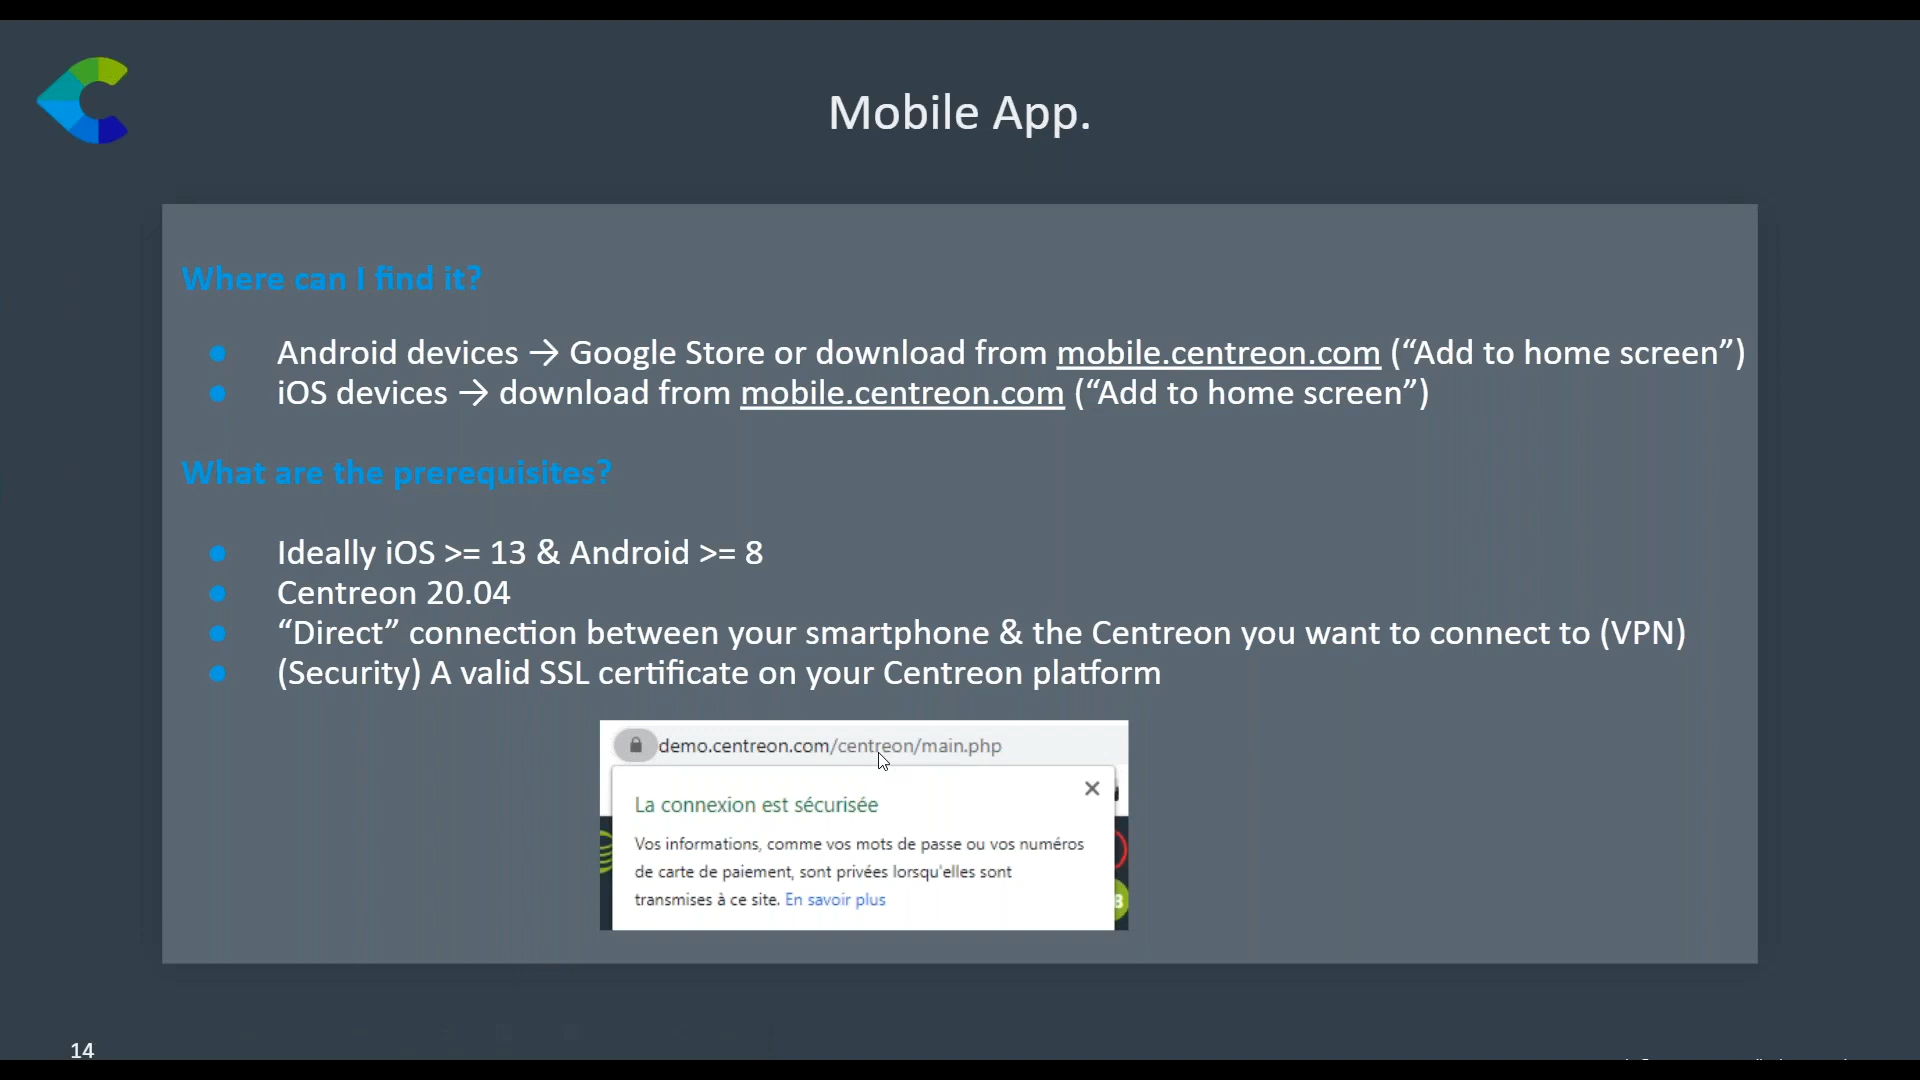 Mobile App.
Where can I find it?
● Android devices → Google Store or download from mobile.centreon.com (“Add to home screen”)
● iOS devices → download from mobile.centreon.com (“Add to home screen”)
What are the prerequisites?
● Ideally iOS >= 13 & Android >= 8
● Centreon 20.04
● “Direct” connection between your smartphone & the Centreon you want to connect to (VPN)
● (Security) A valid SSL certificate on your Centreon platform
demo.centreon.com/centreon/main.php
La connexion est sécurisée
Vos informations, comme vos mots de passe ou vos numéros
de carte de paiement, sont privées lorsqu'elles sont
transmises à ce site. En savoir plus
14